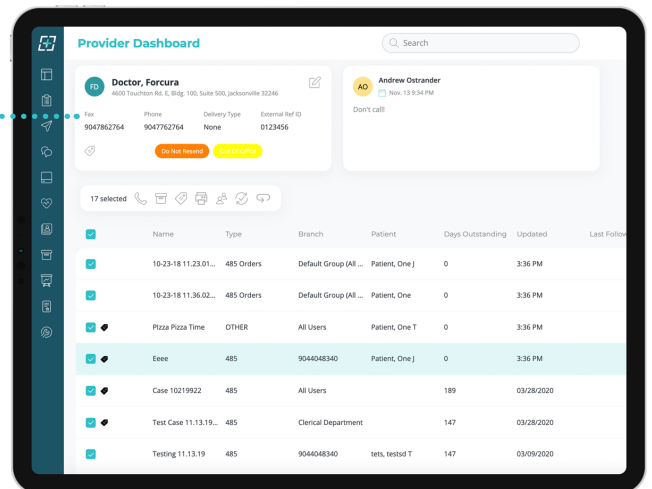 Provider Dashboard
Search
FD
Doctor, Forcura
4600 Touchton Rd. E, Bldg. 100, Suite 500, Jacksonville 32246
Fax Phone Delivery Type External Ref ID
9047862764 9047762764 None 0123456
Do Not Resend
AO
Andrew Ostrander
Nov. 13 9:34 PM
Don't call!
17 selected
Name Type Branch Patient Days Outstanding Updated Last Follow
10-23-18 11.23.01... 485 Orders Default Group (All ... Patient, One J 0 3:36 PM
10-23-18 11.36.02... 485 Orders Default Group (All ... Patient, One 0 3:36 PM
PIzza Pizza Time OTHER All Users Patient, One T 0 3:36 PM
Eeee 485 9044048340 Patient, One J 0 3:36 PM
Case 10219922 485 All Users 189 03/28/2020
Test Case 11.13.19... 485 Clerical Department 147 03/28/2020
Testing 11.13.19 485 9044048340 tets, testsd T 147 03/09/2020